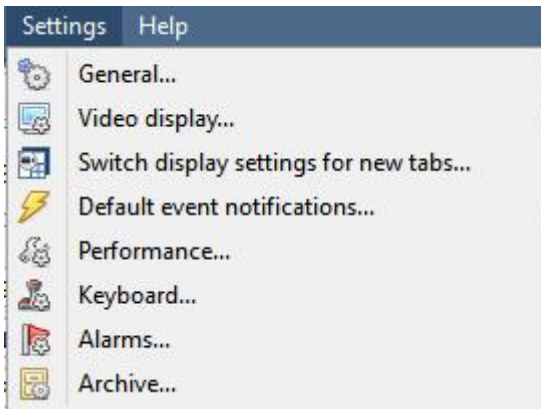 Settings Help
General...
Video display...
Switch display settings for new tabs...
Default event notifications...
Performance...
Keyboard...
Alarms...
Archive...